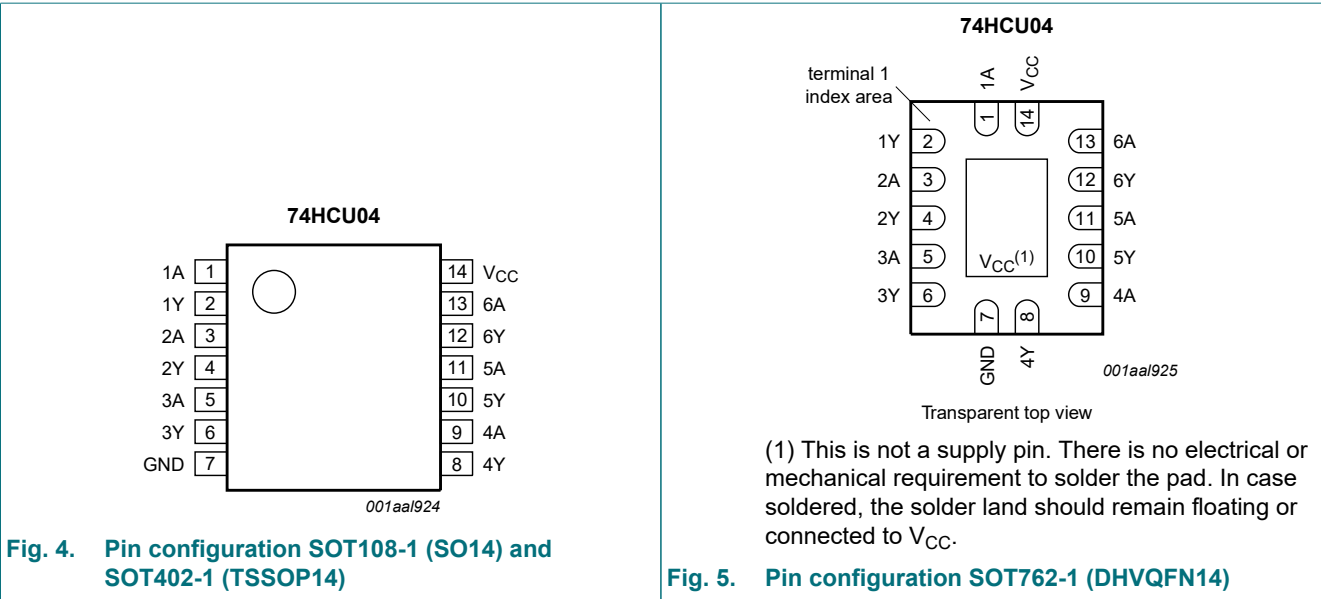 74HCU04
1A 1
1Y 2
2A 3
2Y 4
3A 5
3Y 6
GND 7
14 VCC
13 6A
12 6Y
11 5A
10 5Y
9 4A
8 4Y
001aal924
Fig. 4. Pin configuration SOT108-1 (SO14) and
SOT402-1 (TSSOP14)
74HCU04
terminal 1
index area
1A VCC
1 14
1Y 2
2A 3
2Y 4
3A 5
3Y 6
13 6A
12 6Y
11 5A
10 5Y
9 4A
VCC(1)
7 8
GND 4Y
001aal925
Transparent top view
(1) This is not a supply pin. There is no electrical or
mechanical requirement to solder the pad. In case
soldered, the solder land should remain floating or
connected to VCC.
Fig. 5. Pin configuration SOT762-1 (DHVQFN14)